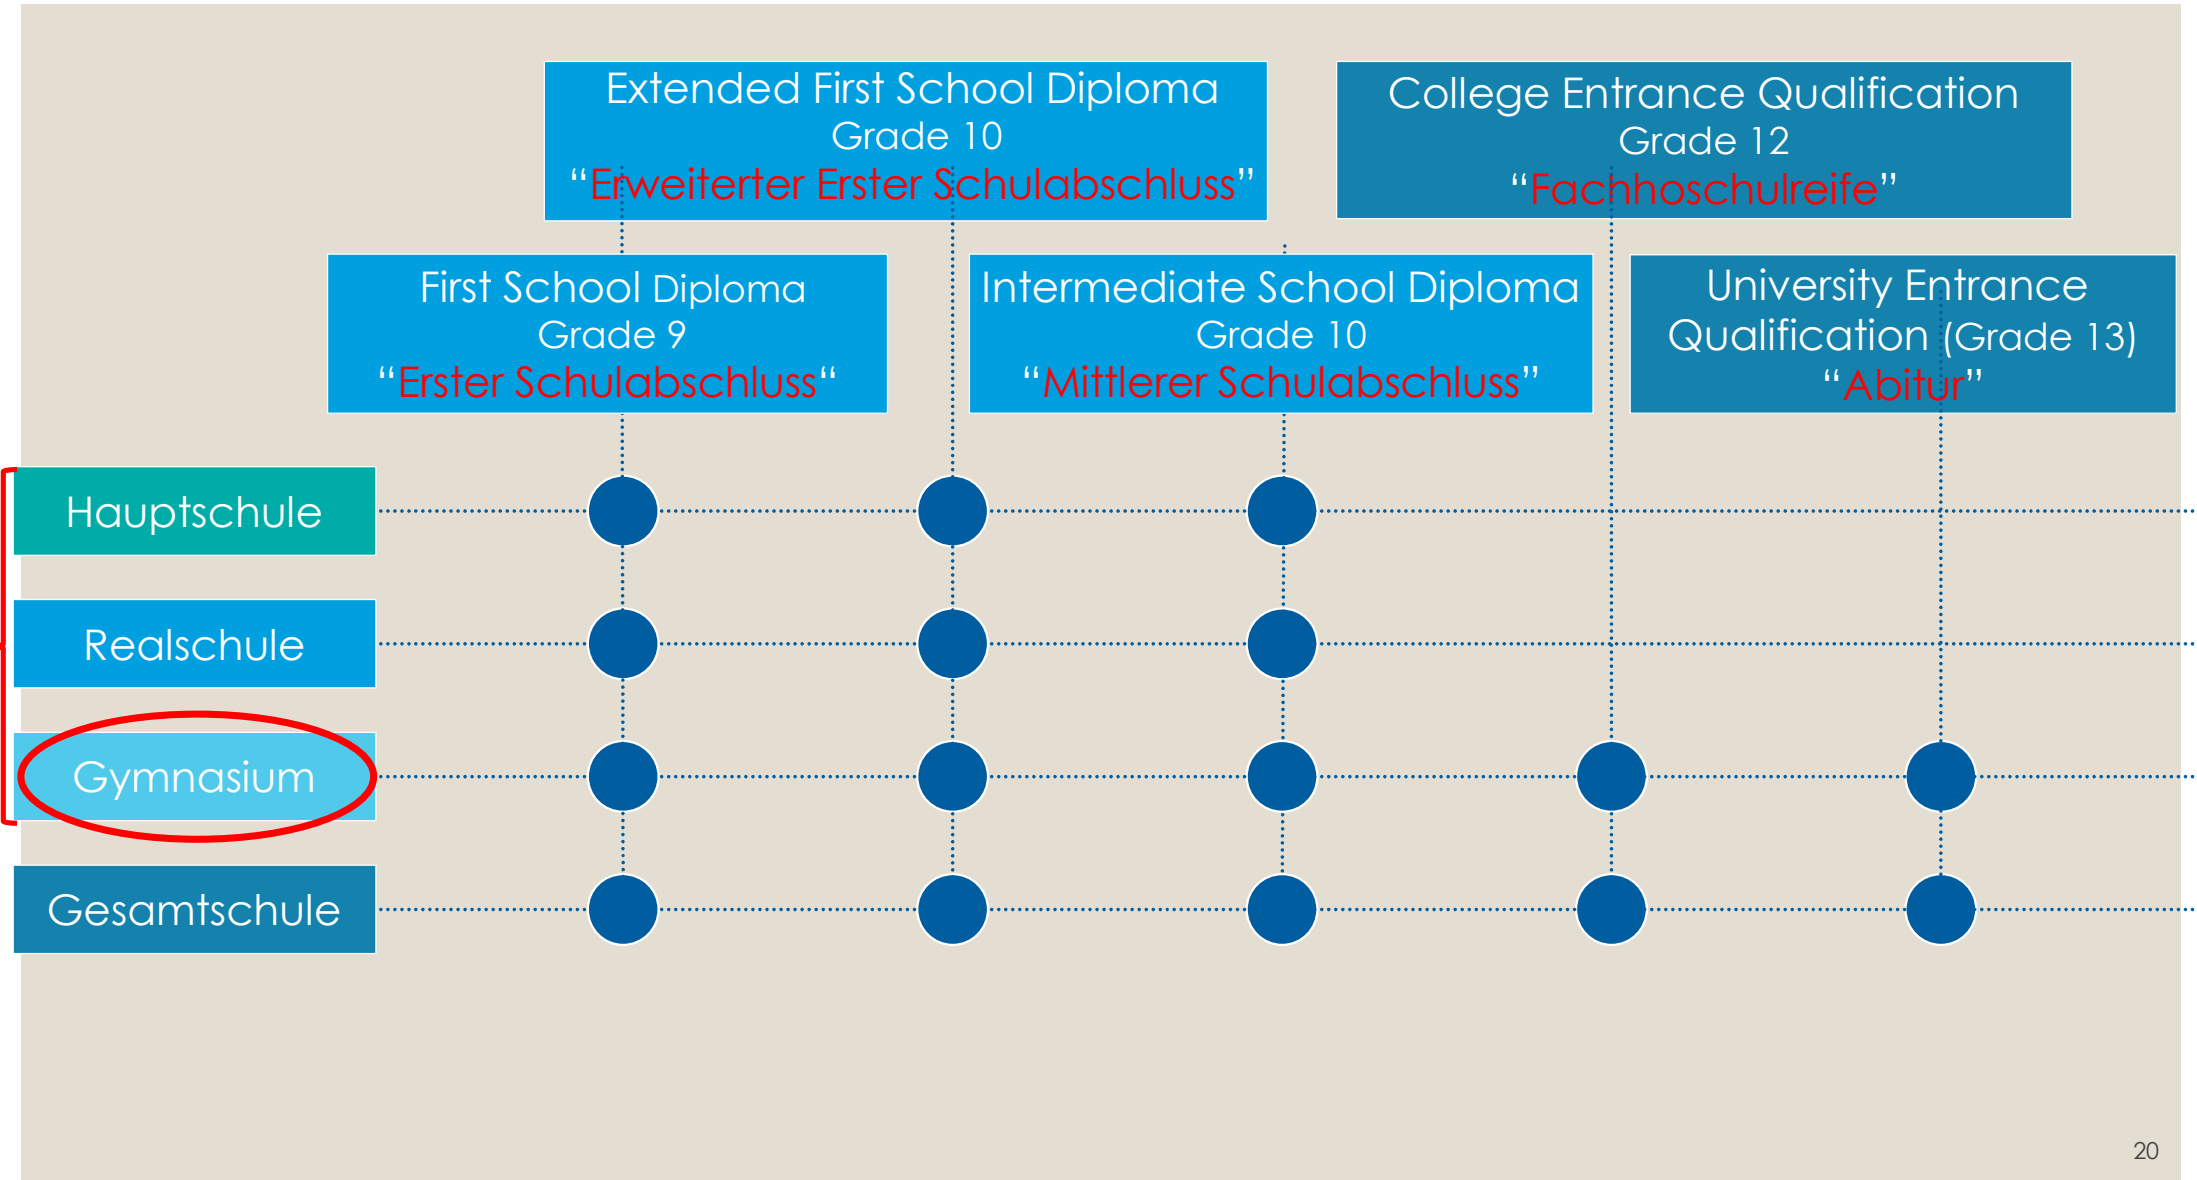 Extended First School Diploma
Grade 10
“Erweiterter Erster Schulabschluss”
College Entrance Qualification
Grade 12
“Fachhoschulreife”
First School Diploma
Grade 9
“Erster Schulabschluss“
Intermediate School Diploma
Grade 10
“Mittlerer Schulabschluss”
University Entrance
Qualification (Grade 13)
“Abitur”
Hauptschule
Realschule
Gymnasium
Gesamtschule
20